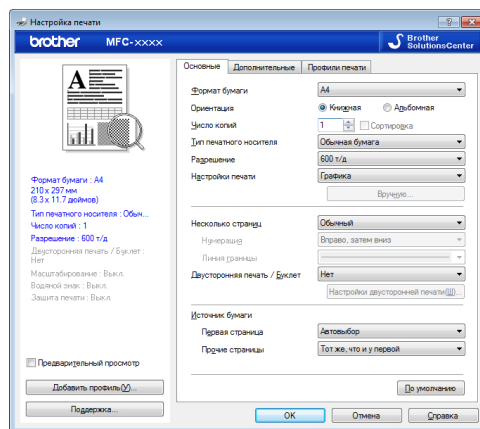 Настройка печати
brother MFC-xxxx
Brother SolutionsCenter
Основные Дополнительные Профили печати
Формат бумаги A4
Ориентация Книжная Альбомная
Число копий 1 Сортировка
Тип печатного носителя Обычная бумага
Разрешение 600 т/д
Настройки печати Графика
Вручную...
Несколько страниц Обычный
Нумерация Вправо, затем вниз
Линия границы
Двусторонняя печать / Буклет Нет
Настройки двусторонней печати(Ш)...
Источник бумаги
Первая страница Автовыбор
Прочие страницы Тот же, что и у первой
По умолчанию
A
Формат бумаги : A4
210 x 297 мм
(8.3 x 11.7 дюймов)
Тип печатного носителя : Обыч...
Число копий : 1
Разрешение : 600 т/д
Двусторонняя печать / Буклет :
Нет
Масштабирование : Выкл.
Водяной знак : Выкл.
Защита печати : Выкл.
Предварительный просмотр
Добавить профиль(V)...
Поддержка...
OK Отмена Справка